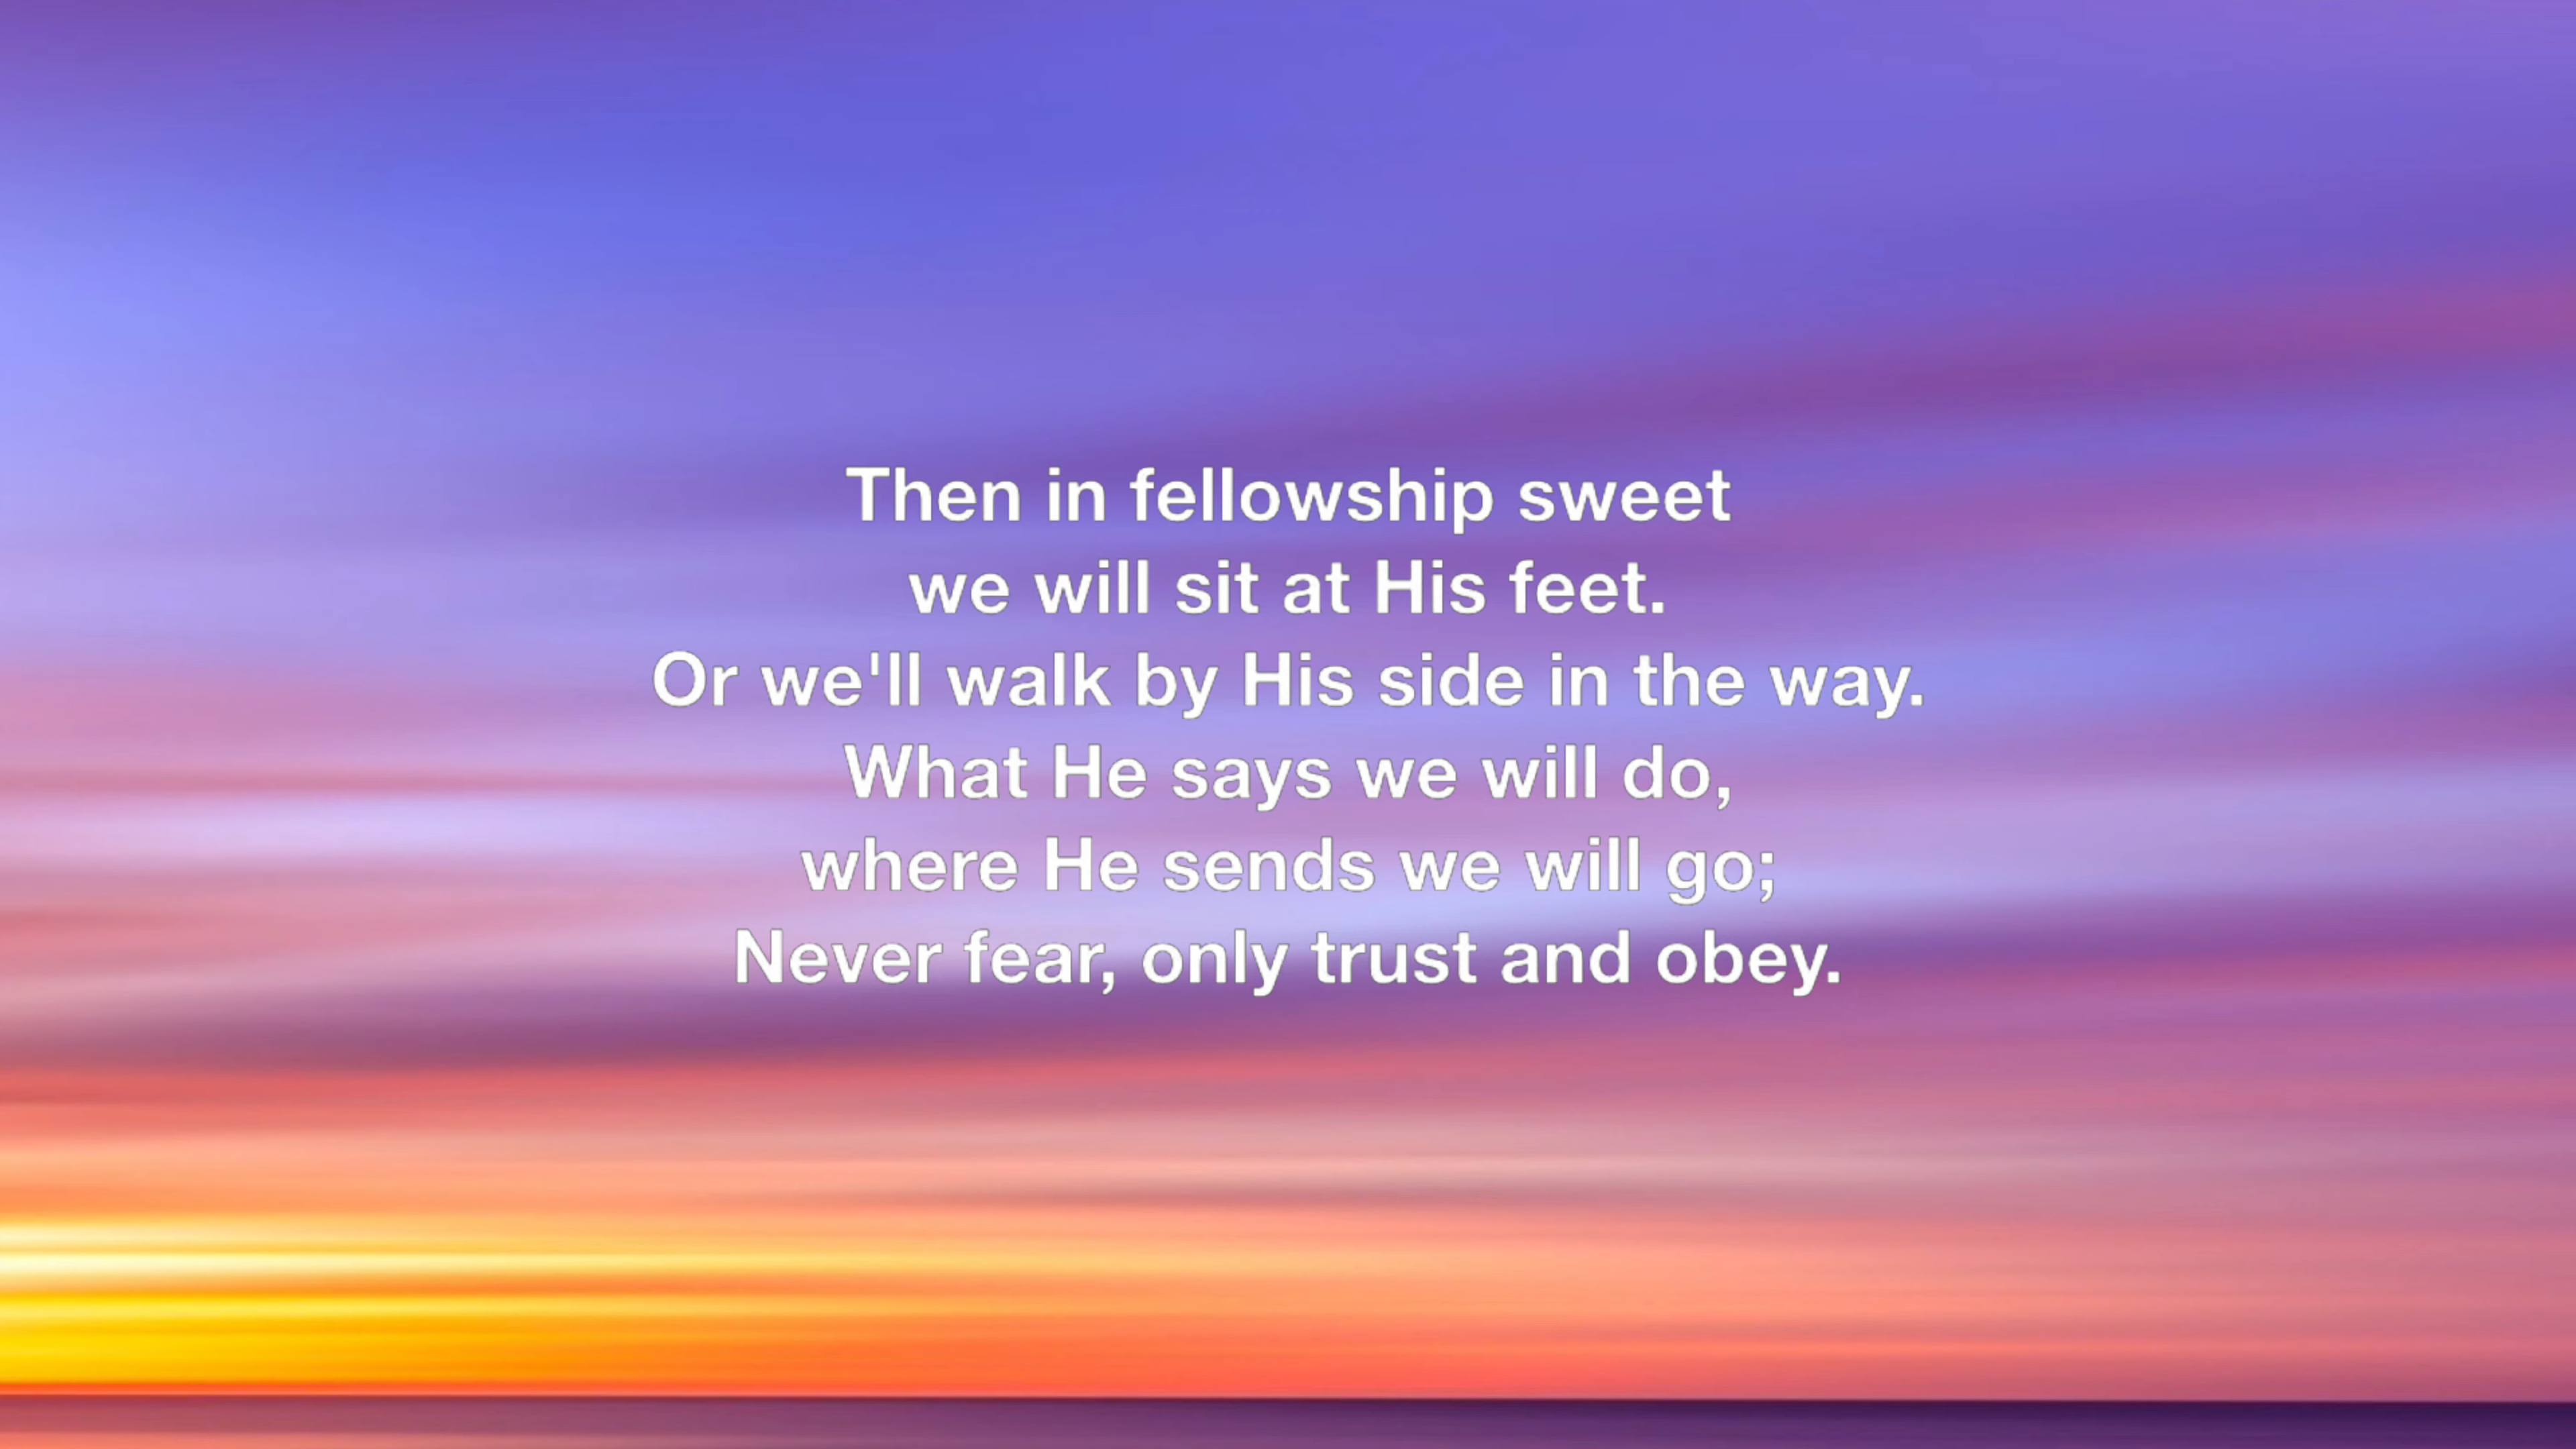 Then in fellowship sweet
we will sit at His feet.
Or we'll walk by His side in the way.
What He says we will do,
where He sends we will go;
Never fear, only trust and obey.